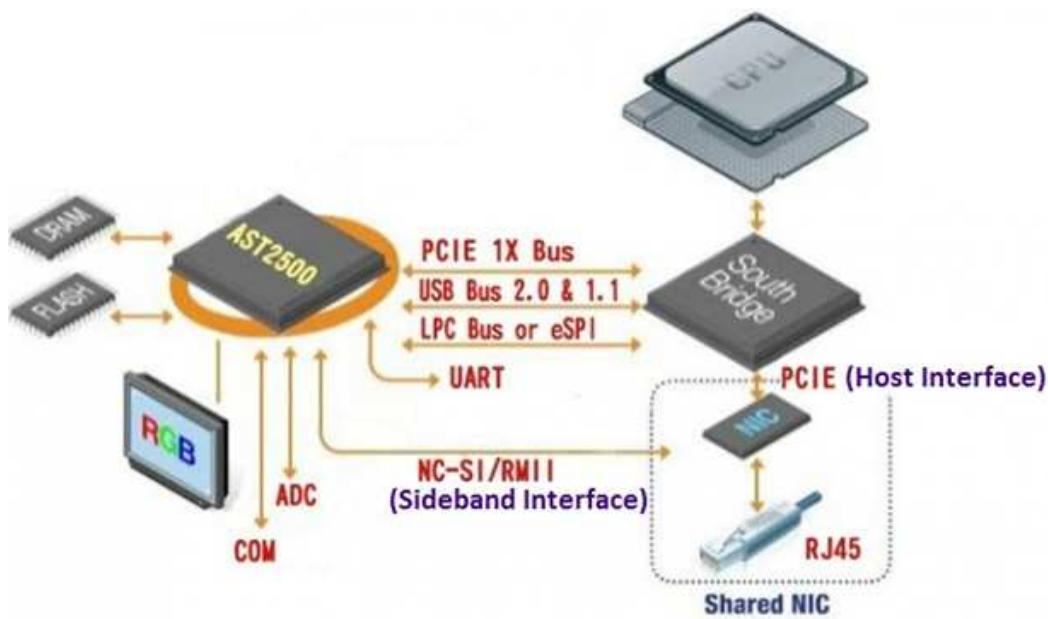 CPU
DRAM
AST2500
FLASH
PCIE 1X Bus
USB Bus 2.0 & 1.1
LPC Bus or eSPI
South
Bridge
UART
PCIE (Host Interface)
RGB
NIC
ADC
NC-SI/RMII
(Sideband Interface)
COM
RJ45
Shared NIC